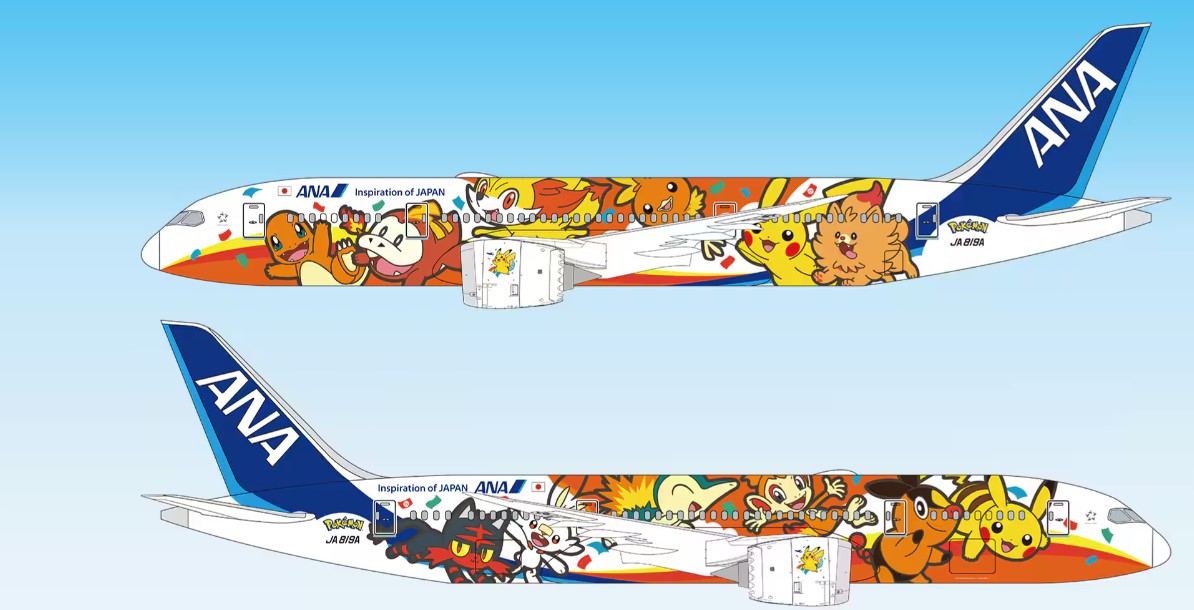 ANA Inspiration of JAPAN
ANA
POKéMON
JA819A
ANA
Inspiration of JAPAN ANA
POKéMON
JA819A